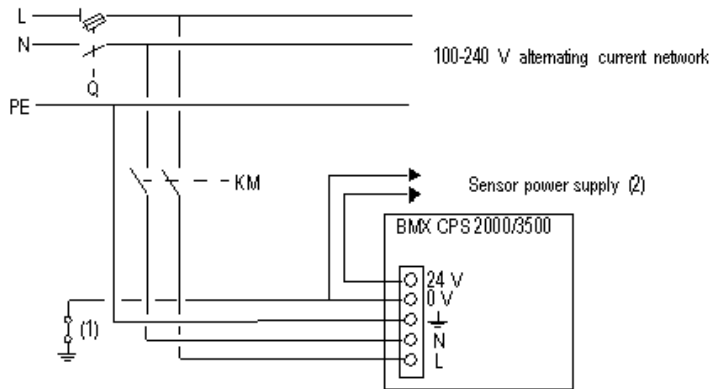 L
N
100-240 V alternating current network
Q
PE
KM
Sensor power supply (2)
BMX CPS 2000/3500
24 V
0 V
(1)
N
L